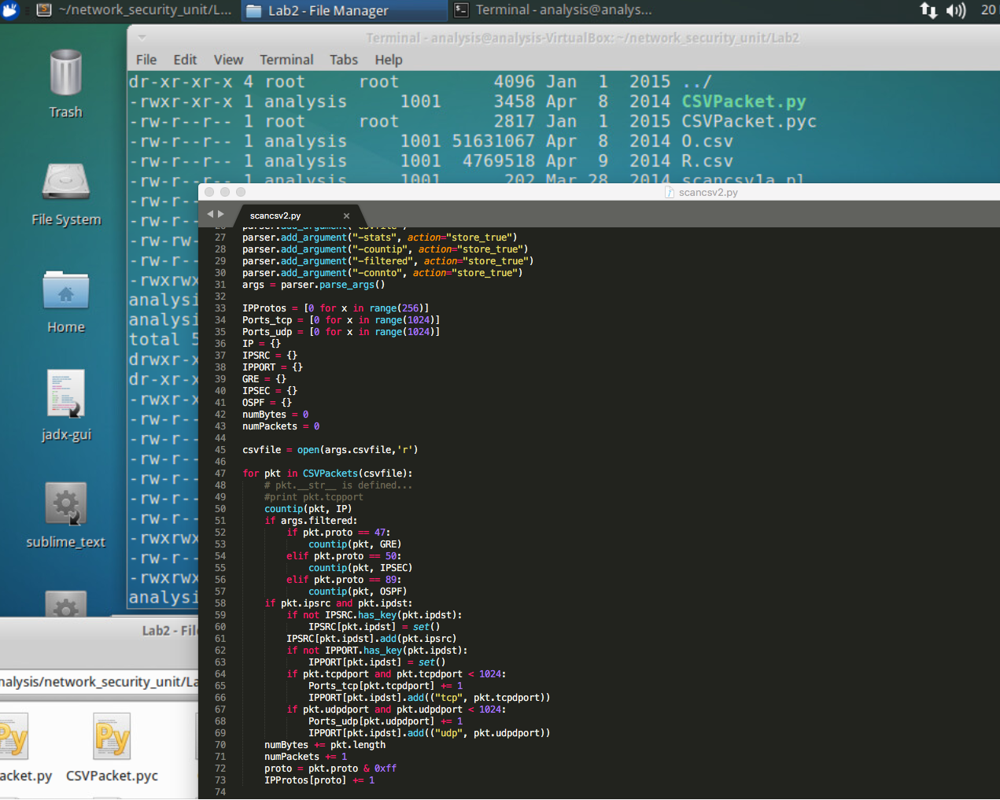 ~/network_security_unit/L...
Lab2 - File Manager
Terminal - analysis@analys...
20
Terminal - analysis@analysis-VirtualBox: ~/network_security_unit/Lab2
File Edit View Terminal Tabs Help
dr-xr-xr-x 4 root root 4096 Jan 1 2015 ../
-rwxr-xr-x 1 analysis 1001 3458 Apr 8 2014 CSVPacket.py
-rw-r--r-- 1 root root 2817 Jan 1 2015 CSVPacket.pyc
-rw-r--r-- 1 analysis 1001 51631067 Apr 8 2014 O.csv
-rw-r--r-- 1 analysis 1001 4769518 Apr 9 2014 R.csv
-rw-r--r-- 1 analysis 1001 202 Mar 28 2014 scancsv1a.pl
-rw-r--
-rw-r--
-rw-rw-
-rw-r--
-rwxrwx
analysi
analysi
total 5
drwxr-x
dr-xr-x
-rwxr-x
-rw-r--
-rw-r--
-rw-r--
-rw-r--
-rw-r--
-rw-r--
-rwxrwx
-rw-r--
-rwxrwx
analysi
Trash
File System
Home
jadx-gui
sublime_text
Lab2 - Fil
nalysis/network_security_unit/La
acket.py
CSVPacket.pyc
scancsv2.py
scancsv2.py ×
26 parser.add_argument("csvfile")
27 parser.add_argument("-stats", action="store_true")
28 parser.add_argument("-countip", action="store_true")
29 parser.add_argument("-filtered", action="store_true")
30 parser.add_argument("-connto", action="store_true")
31 args = parser.parse_args()
32
33 IPProtos = [0 for x in range(256)]
34 Ports_tcp = [0 for x in range(1024)]
35 Ports_udp = [0 for x in range(1024)]
36 IP = {}
37 IPSRC = {}
38 IPPORT = {}
39 GRE = {}
40 IPSEC = {}
41 OSPF = {}
42 numBytes = 0
43 numPackets = 0
44
45 csvfile = open(args.csvfile,'r')
46
47 for pkt in CSVPackets(csvfile):
48     # pkt.__str__ is defined...
49     #print pkt.tcpport
50     countip(pkt, IP)
51     if args.filtered:
52         if pkt.proto == 47:
53             countip(pkt, GRE)
54         elif pkt.proto == 50:
55             countip(pkt, IPSEC)
56         elif pkt.proto == 89:
57             countip(pkt, OSPF)
58     if pkt.ipsrc and pkt.ipdst:
59         if not IPSRC.has_key(pkt.ipdst):
60             IPSRC[pkt.ipdst] = set()
61         IPSRC[pkt.ipdst].add(pkt.ipsrc)
62         if not IPPORT.has_key(pkt.ipdst):
63             IPPORT[pkt.ipdst] = set()
64         if pkt.tcpdport and pkt.tcpdport < 1024:
65             Ports_tcp[pkt.tcpdport] += 1
66             IPPORT[pkt.ipdst].add(("tcp", pkt.tcpdport))
67         if pkt.udpdport and pkt.udpdport < 1024:
68             Ports_udp[pkt.udpdport] += 1
69             IPPORT[pkt.ipdst].add(("udp", pkt.udpdport))
70     numBytes += pkt.length
71     numPackets += 1
72     proto = pkt.proto & 0xff
73     IPProtos[proto] += 1
74